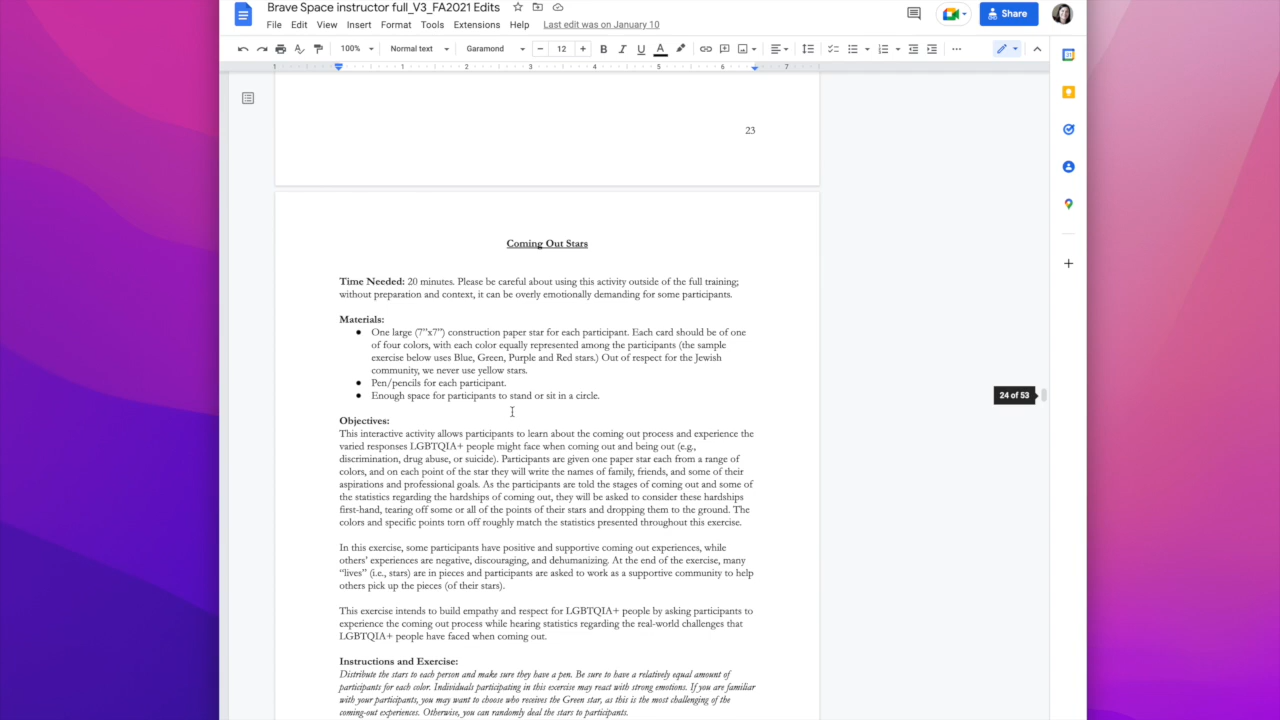 Brave Space instructor full_V3_FA2021 Edits
File Edit View Insert Format Tools Extensions Help Last edit was on January 10
Share
100% Normal text Garamond 12
1 1 2 3 4 5 6 7
23
Coming Out Stars
Time Needed: 20 minutes. Please be careful about using this activity outside of the full training;
without preparation and context, it can be overly emotionally demanding for some participants.
Materials:
● One large (7”x7”) construction paper star for each participant. Each card should be of one
of four colors, with each color equally represented among the participants (the sample
exercise below uses Blue, Green, Purple and Red stars.) Out of respect for the Jewish
community, we never use yellow stars.
● Pen/pencils for each participant.
● Enough space for participants to stand or sit in a circle.
24 of 53
Objectives:
This interactive activity allows participants to learn about the coming out process and experience the
varied responses LGBTQIA+ people might face when coming out and being out (e.g.,
discrimination, drug abuse, or suicide). Participants are given one paper star each from a range of
colors, and on each point of the star they will write the names of family, friends, and some of their
aspirations and professional goals. As the participants are told the stages of coming out and some of
the statistics regarding the hardships of coming out, they will be asked to consider these hardships
first-hand, tearing off some or all of the points of their stars and dropping them to the ground. The
colors and specific points torn off roughly match the statistics presented throughout this exercise.
In this exercise, some participants have positive and supportive coming out experiences, while
others’ experiences are negative, discouraging, and dehumanizing. At the end of the exercise, many
“lives” (i.e., stars) are in pieces and participants are asked to work as a supportive community to help
others pick up the pieces (of their stars).
This exercise intends to build empathy and respect for LGBTQIA+ people by asking participants to
experience the coming out process while hearing statistics regarding the real-world challenges that
LGBTQIA+ people have faced when coming out.
Instructions and Exercise:
Distribute the stars to each person and make sure they have a pen. Be sure to have a relatively equal amount of
participants for each color. Individuals participating in this exercise may react with strong emotions. If you are familiar
with your participants, you may want to choose who receives the Green star, as this is the most challenging of the
coming-out experiences. Otherwise, you can randomly deal the stars to participants.